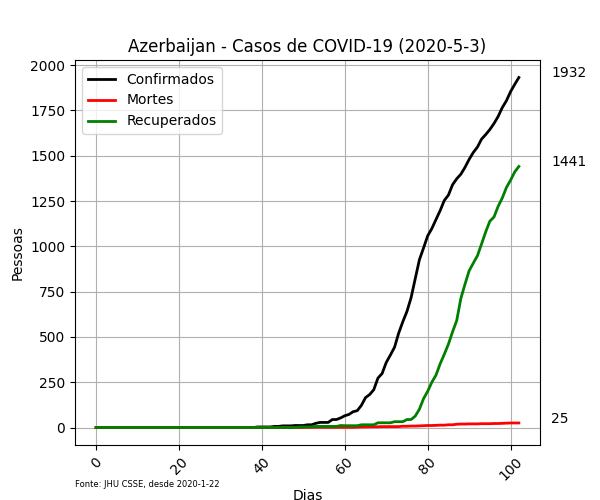 Azerbaijan - Casos de COVID-19 (2020-5-3)
Confirmados
Mortes
Recuperados
Pessoas
2000
1750
1500
1250
1000
750
500
250
0
1932
1441
25
0
20
40
60
80
100
Fonte: JHU CSSE, desde 2020-1-22
Dias